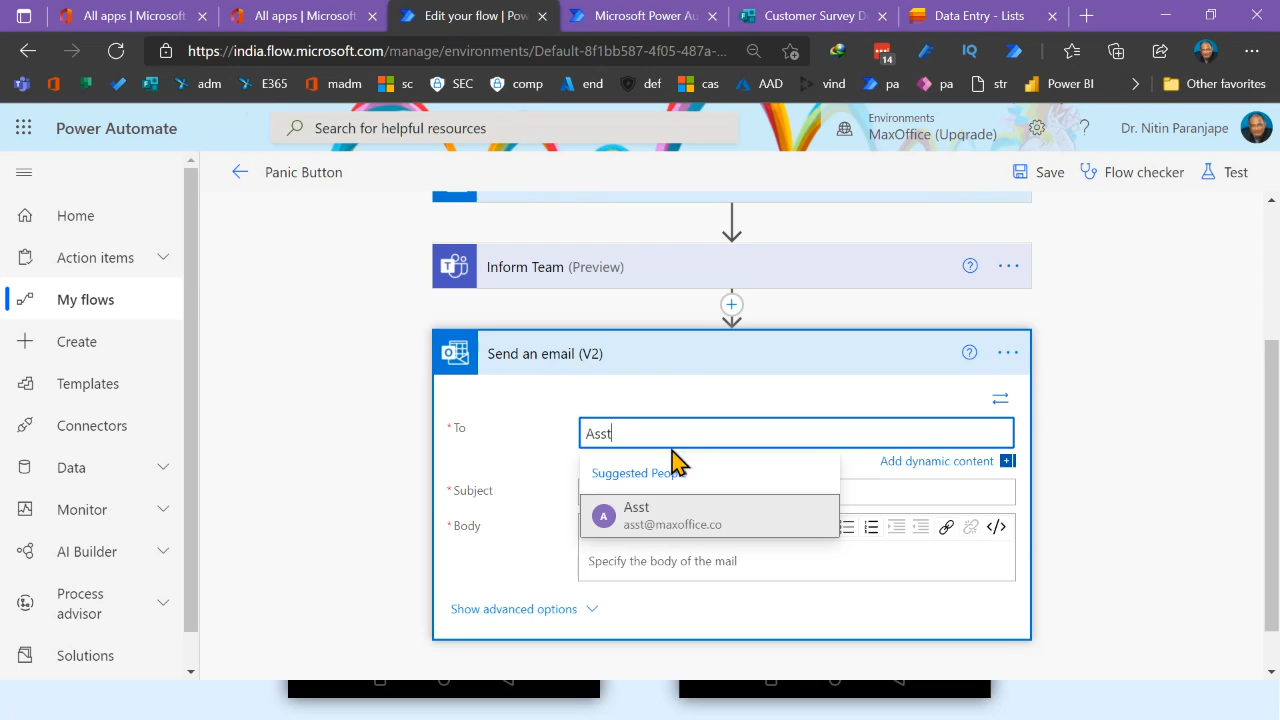 All apps | MaxOffice - Microsoft
All apps | MaxOffice - Microsoft
Edit your flow | Pow
Microsoft Power Au
Customer Survey D
Data Entry - Lists
https://india.flow.microsoft.com/manage/environments/Default-8f1bb587-4f05-487a-...
IQ
14
adm
E365
madm
sc
SEC
comp
end
def
cas
AAD
vind
pa
pa
str
Power BI
Other favorites
Power Automate
Search for helpful resources
Environments
MaxOffice (Upgrade)
Dr. Nitin Paranjape
Panic Button
Save
Flow checker
Test
Home
Action items
My flows
Create
Templates
Connectors
Data
Monitor
AI Builder
Process
advisor
Solutions
Inform Team (Preview)
Send an email (V2)
* To
Asst
Add dynamic content
Suggested People
A
Asst
asst@maxoffice.co
* Subject
* Body
Specify the body of the mail
Show advanced options